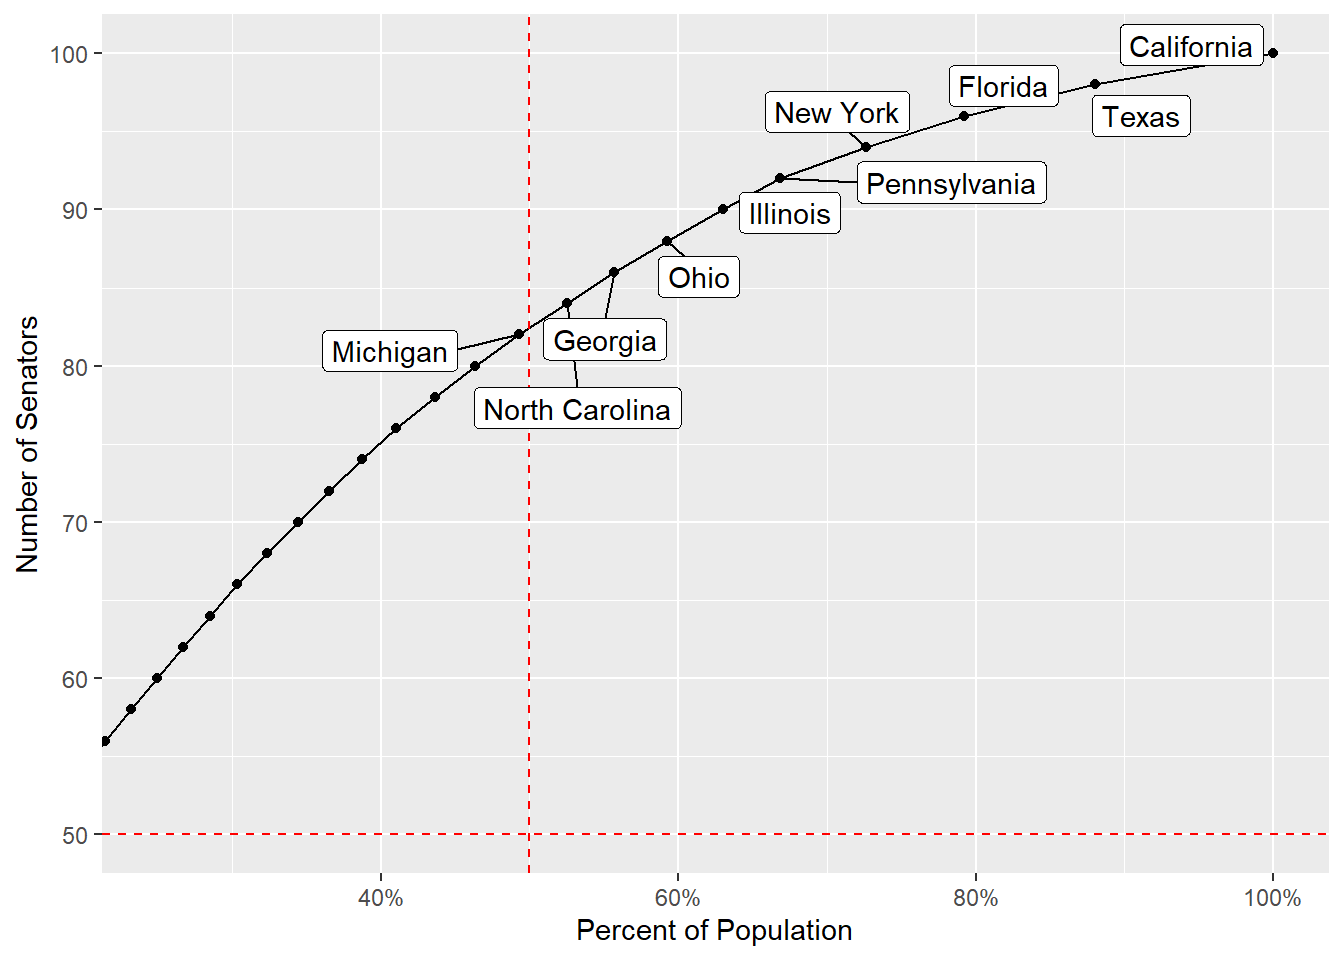 100
90
80
70
60
50
Number of Senators
California
Florida
Texas
New York
Pennsylvania
Illinois
Ohio
Georgia
Michigan
North Carolina
40%
60%
80%
100%
Percent of Population